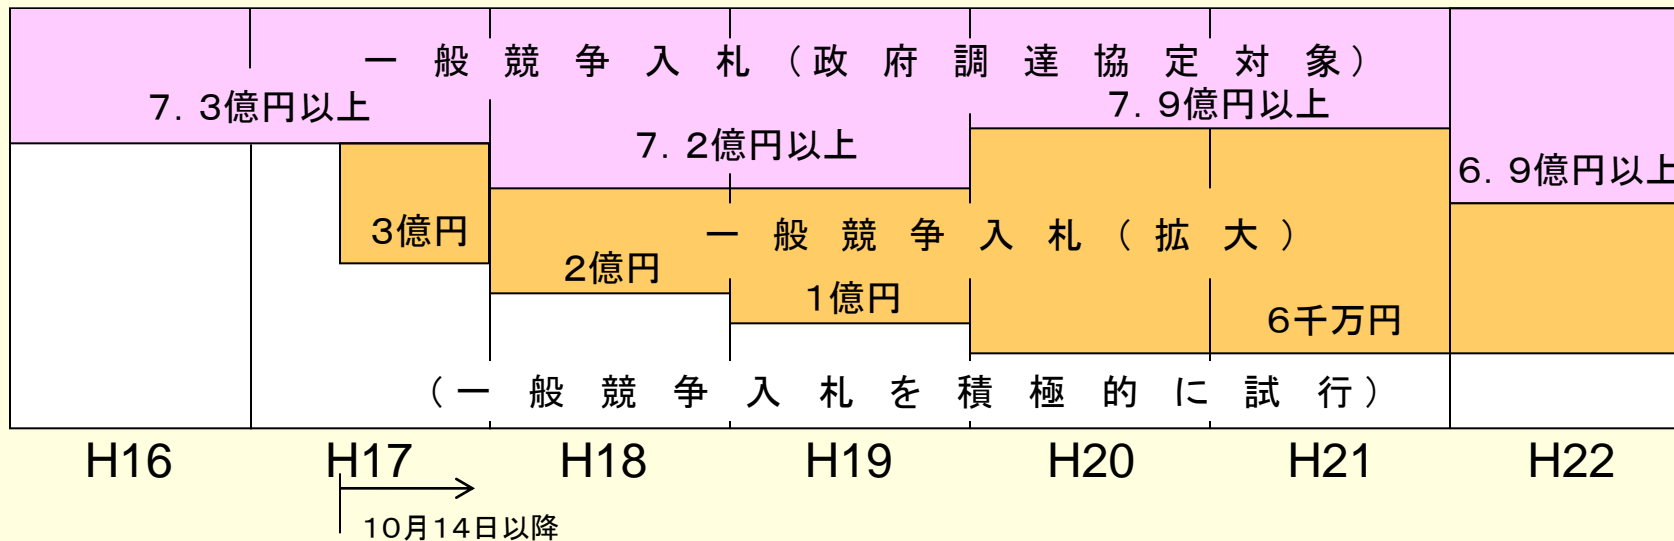 一般競争入札（政府調達協定対象）
7．3億円以上
7．2億円以上
7．9億円以上
6．9億円以上
3億円
一般競争入札（拡大）
2億円
1億円
6千万円
（一般競争入札を積極的に試行）
H16 H17 H18 H19 H20 H21 H22
10月14日以降